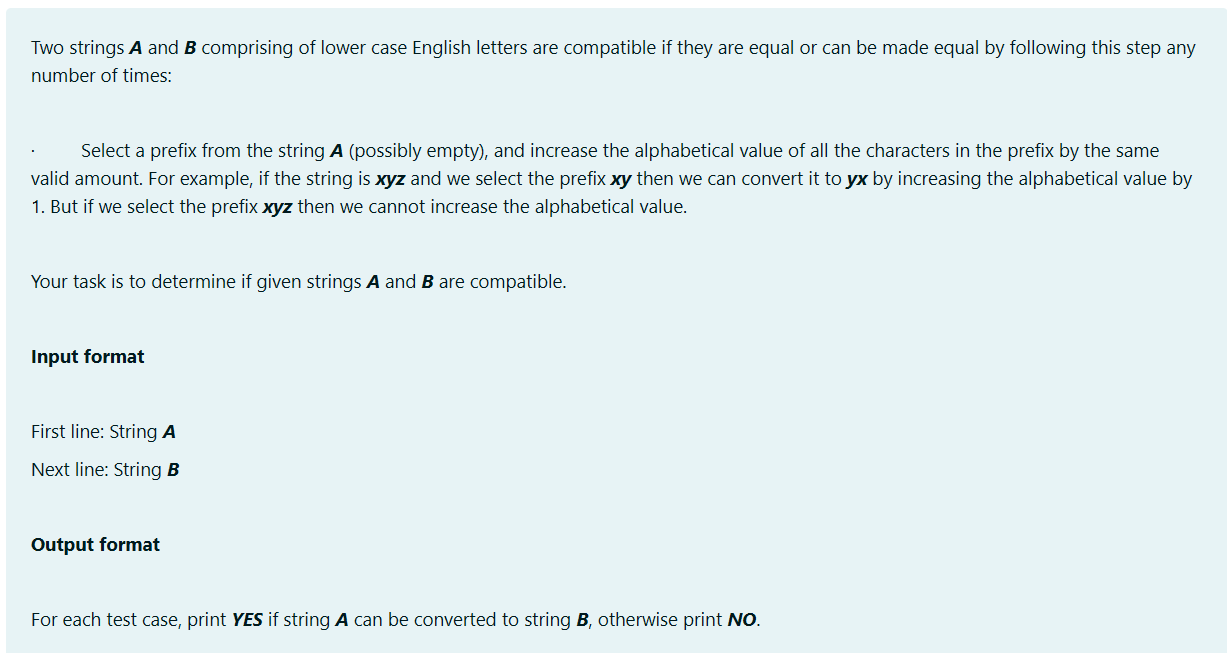 Two strings A and B comprising of lower case English letters are compatible if they are equal or can be made equal by following this step any
number of times:
· Select a prefix from the string A (possibly empty), and increase the alphabetical value of all the characters in the prefix by the same
valid amount. For example, if the string is xyz and we select the prefix xy then we can convert it to yx by increasing the alphabetical value by
1. But if we select the prefix xyz then we cannot increase the alphabetical value.
Your task is to determine if given strings A and B are compatible.
Input format
First line: String A
Next line: String B
Output format
For each test case, print YES if string A can be converted to string B, otherwise print NO.